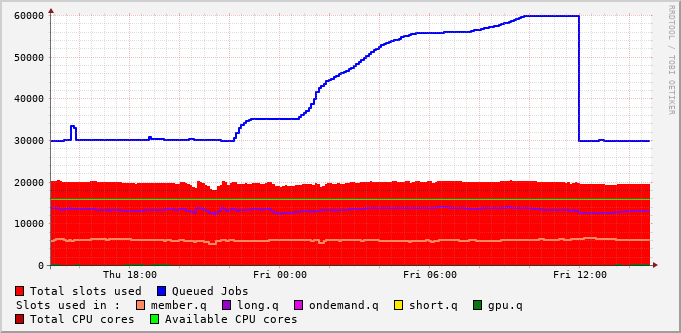 RRDTOOL / TOBI OETIKER
60000
50000
40000
30000
20000
10000
0
Thu 18:00 Fri 00:00 Fri 06:00 Fri 12:00
Total slots used Queued Jobs
Slots used in : member.q long.q ondemand.q short.q gpu.q
Total CPU cores Available CPU cores